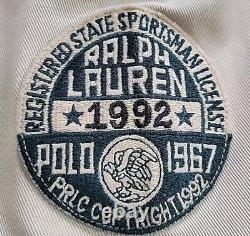 REGISTERED STATE SPORTSMAN LICENSE
RALPH
LAUREN
★ 1992 ★
POLO 1967
PRLC COPYRIGHT 1992